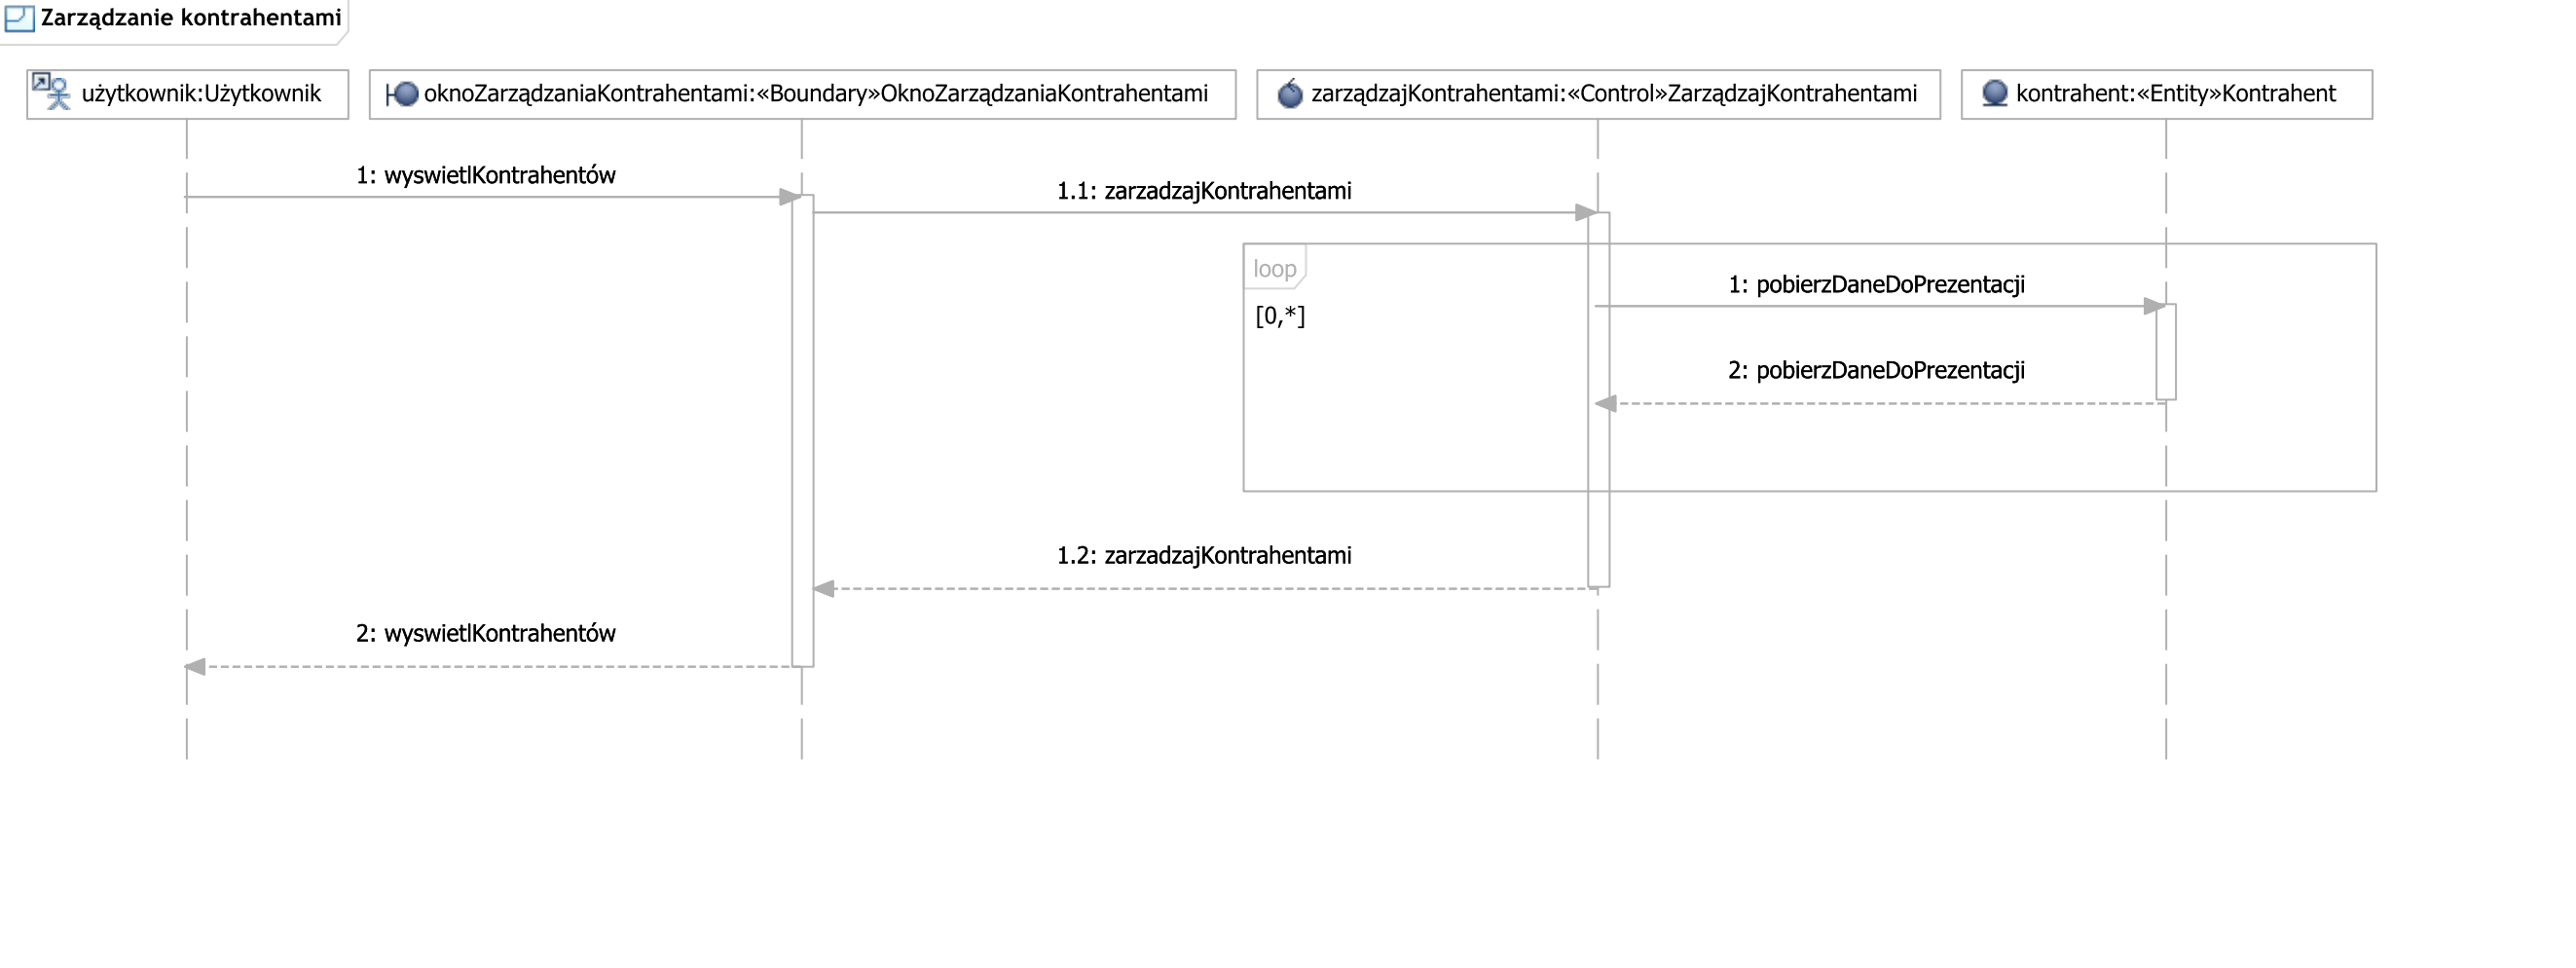 Zarządzanie kontrahentami
użytkownik:Użytkownik
oknoZarządzaniaKontrahentami:«Boundary»OknoZarządzaniaKontrahentami
zarządzajKontrahentami:«Control»ZarządzajKontrahentami
kontrahent:«Entity»Kontrahent
1: wyswietlKontrahentów
1.1: zarzadzajKontrahentami
loop
[0,*]
1: pobierzDaneDoPrezentacji
2: pobierzDaneDoPrezentacji
1.2: zarzadzajKontrahentami
2: wyswietlKontrahentów